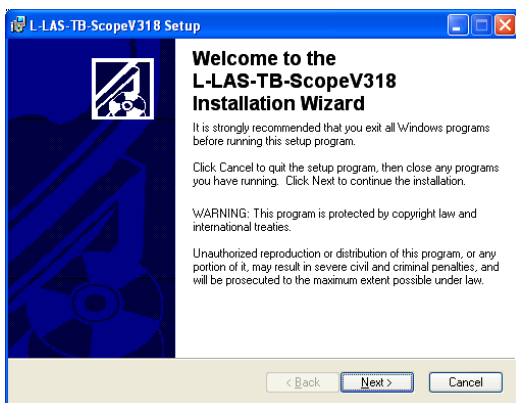 L-LAS-TB-ScopeV318 Setup
Welcome to the
L-LAS-TB-ScopeV318
Installation Wizard
It is strongly recommended that you exit all Windows programs
before running this setup program.
Click Cancel to quit the setup program, then close any programs
you have running. Click Next to continue the installation.
WARNING: This program is protected by copyright law and
international treaties.
Unauthorized reproduction or distribution of this program, or any
portion of it, may result in severe civil and criminal penalties, and
will be prosecuted to the maximum extent possible under law.
< Back Next > Cancel